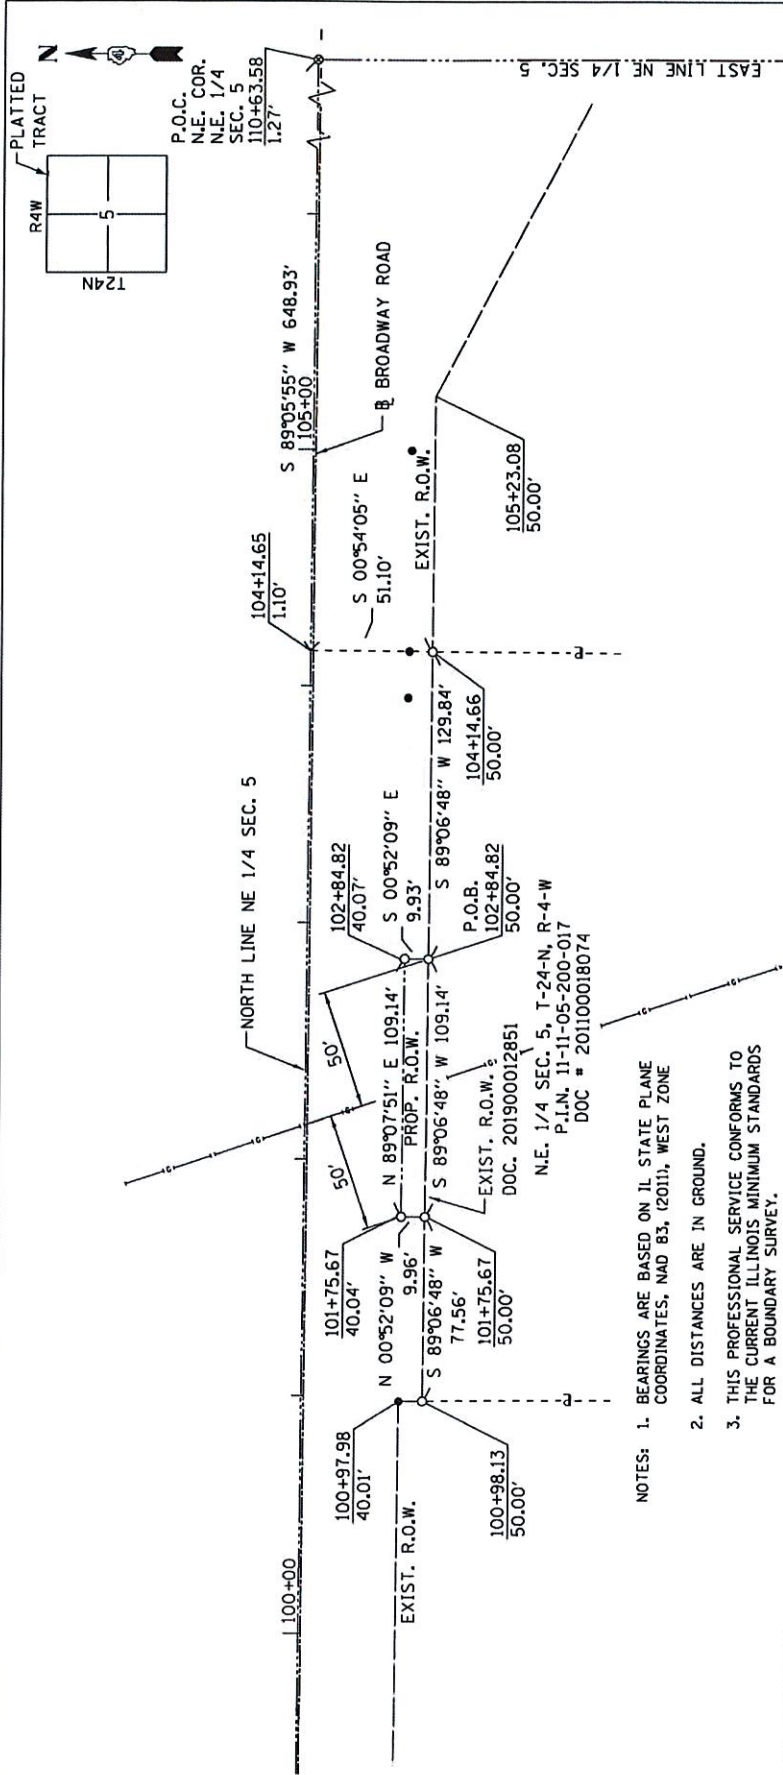 PLATTED
TRACT
R4W
T24N
5
N
P.O.C.
N.E. COR.
N.E. 1/4
SEC. 5
110+63.58
1.27'
EAST LINE NE 1/4 SEC. 5
S 89°05'55" W 648.93'
105+00
B BROADWAY ROAD
104+14.65
1.10'
S 00°54'05" E
51.10'
EXIST. R.O.W.
105+23.08
50.00'
NORTH LINE NE 1/4 SEC. 5
S 89°06'48" W 129.84'
104+14.66
50.00'
102+84.82
40.07'
S 00°52'09" E
9.93'
P.O.B.
102+84.82
50.00'
50'
50'
N 89°07'51" E 109.14'
PROP. R.O.W.
S 89°06'48" W 109.14'
EXIST. R.O.W.
DOC. 201900012851
N.E. 1/4 SEC. 5, T-24-N, R-4-W
P.I.N. 11-11-05-200-017
DOC # 201100018074
101+75.67
40.04'
N 00°52'09" W
9.96'
S 89°06'48" W
77.56'
101+75.67
50.00'
100+97.98
40.01'
100+98.13
50.00'
100+00
EXIST. R.O.W.
NOTES: 1. BEARINGS ARE BASED ON IL STATE PLANE
COORDINATES, NAD 83, (2011), WEST ZONE
2. ALL DISTANCES ARE IN GROUND.
3. THIS PROFESSIONAL SERVICE CONFORMS TO
THE CURRENT ILLINOIS MINIMUM STANDARDS
FOR A BOUNDARY SURVEY.